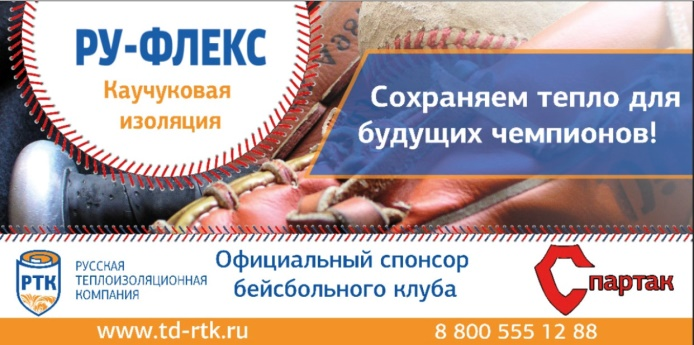 РУ-ФЛЕКС
Каучуковая
изоляция
Сохраняем тепло для
будущих чемпионов!
РТК
РУССКАЯ
ТЕПЛОИЗОЛЯЦИОННАЯ
КОМПАНИЯ
Официальный спонсор
бейсбольного клуба
Спартак
www.td-rtk.ru
8 800 555 12 88